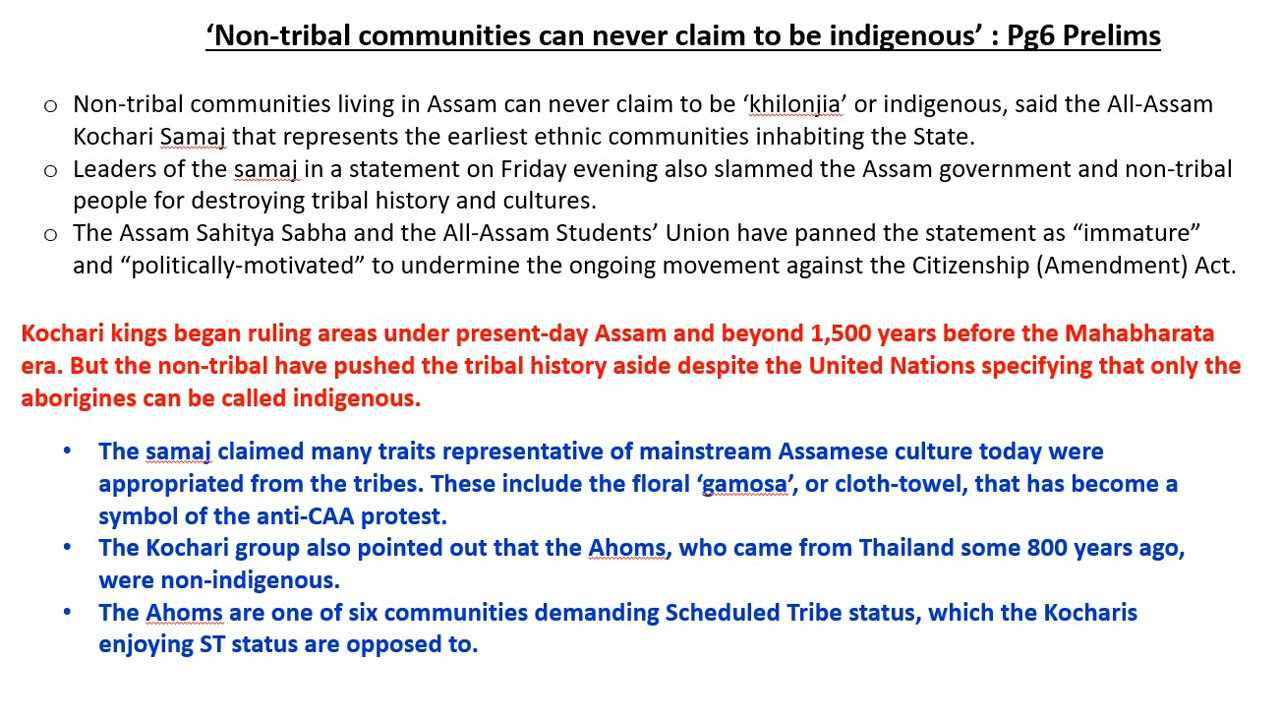 ‘Non-tribal communities can never claim to be indigenous’ : Pg6 Prelims
o Non-tribal communities living in Assam can never claim to be ‘khilonjia’ or indigenous, said the All-Assam
Kochari Samaj that represents the earliest ethnic communities inhabiting the State.
o Leaders of the samaj in a statement on Friday evening also slammed the Assam government and non-tribal
people for destroying tribal history and cultures.
o The Assam Sahitya Sabha and the All-Assam Students’ Union have panned the statement as “immature”
and “politically-motivated” to undermine the ongoing movement against the Citizenship (Amendment) Act.
Kochari kings began ruling areas under present-day Assam and beyond 1,500 years before the Mahabharata
era. But the non-tribal have pushed the tribal history aside despite the United Nations specifying that only the
aborigines can be called indigenous.
• The samaj claimed many traits representative of mainstream Assamese culture today were
appropriated from the tribes. These include the floral ‘gamosa’, or cloth-towel, that has become a
symbol of the anti-CAA protest.
• The Kochari group also pointed out that the Ahoms, who came from Thailand some 800 years ago,
were non-indigenous.
• The Ahoms are one of six communities demanding Scheduled Tribe status, which the Kocharis
enjoying ST status are opposed to.